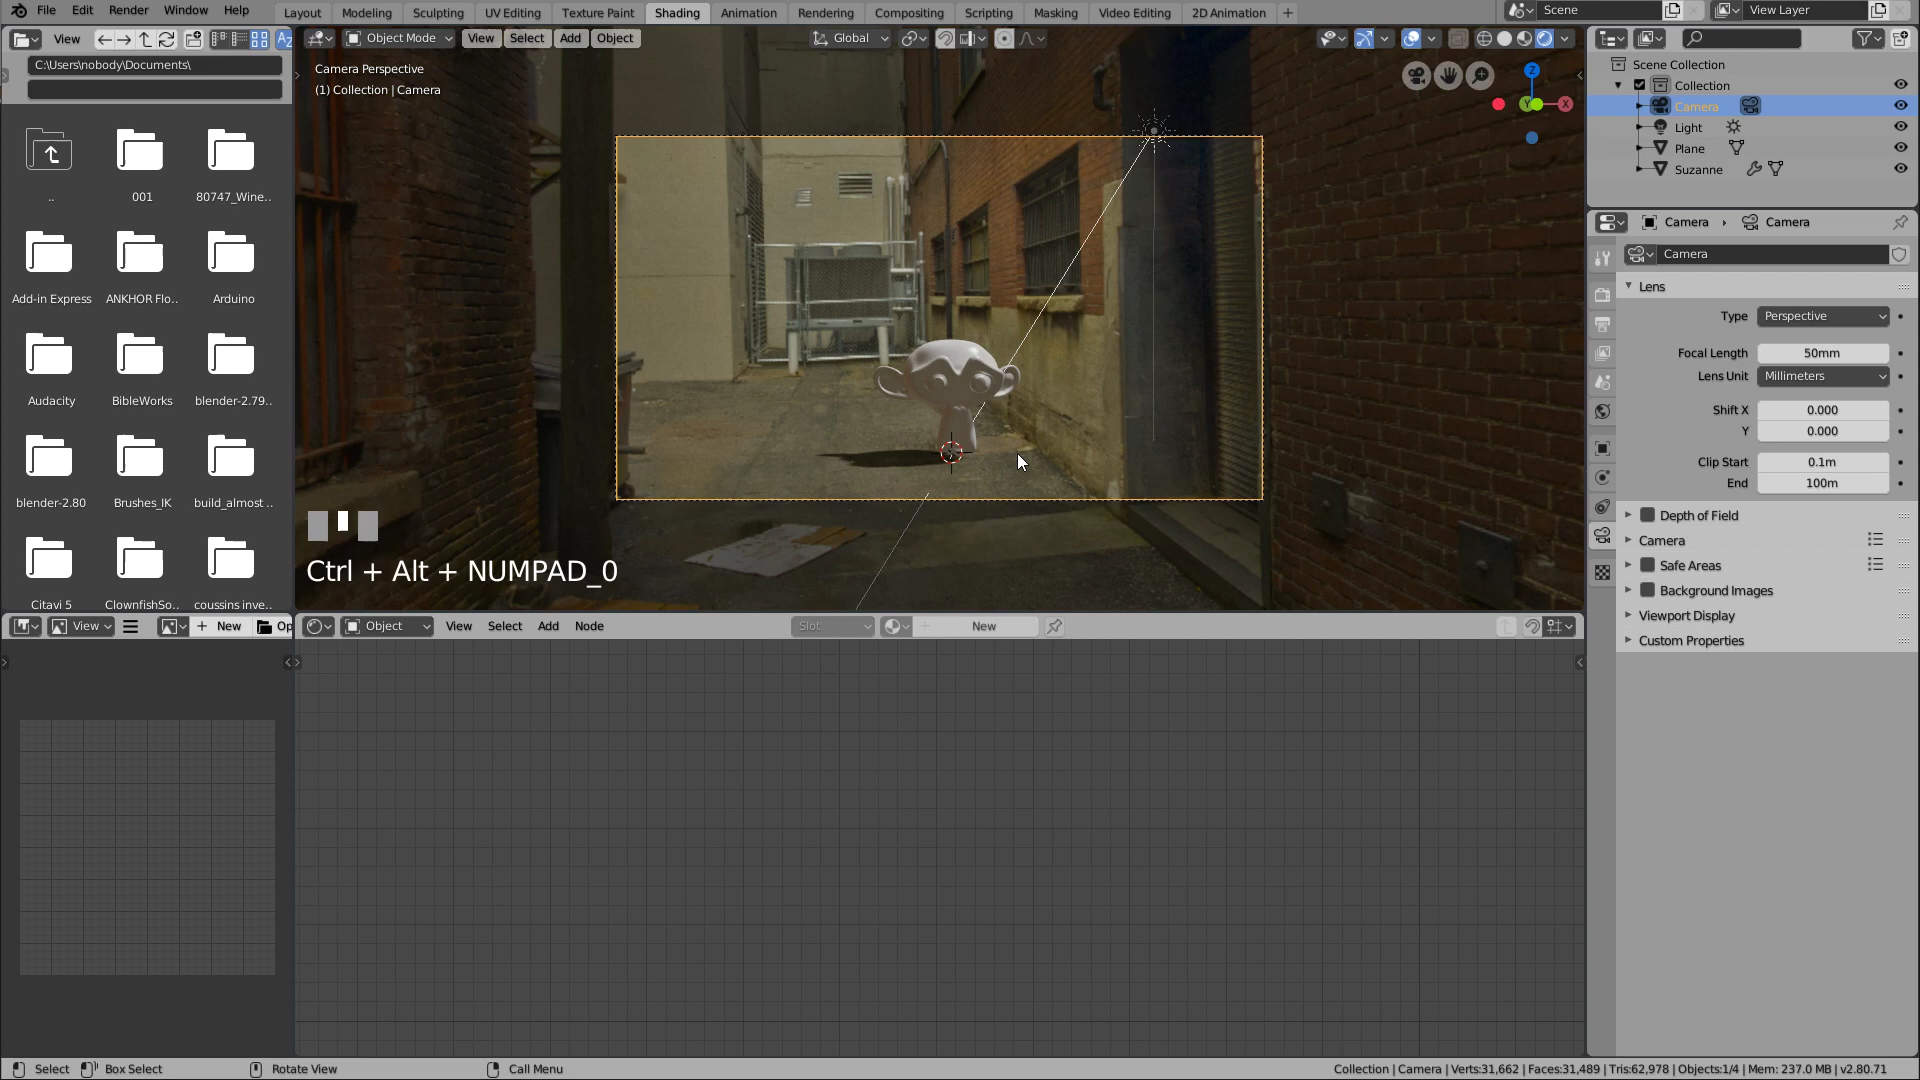 File Edit Render Window Help Layout Modeling Sculpting UV Editing Texture Paint Shading Animation Rendering Compositing Scripting Masking Video Editing 2D Animation + Scene View Layer
View
C:\Users\nobody\Documents\
.. 001 80747_Wine..
Add-in Express ANKHOR Flo.. Arduino
Audacity BibleWorks blender-2.79..
blender-2.80 Brushes_IK build_almost ..
Citavi 5 ClownfishSo.. coussins inve..
Object Mode View Select Add Object Global
Camera Perspective
(1) Collection | Camera
Z
Y X
Ctrl + Alt + NUMPAD_0
View + New Op
Object View Select Add Node Slot + New
Scene Collection
Collection
Camera
Light
Plane
Suzanne
Camera › Camera
Camera
Lens
Type Perspective
Focal Length 50mm
Lens Unit Millimeters
Shift X 0.000
Y 0.000
Clip Start 0.1m
End 100m
Depth of Field
Camera
Safe Areas
Background Images
Viewport Display
Custom Properties
Select Box Select Rotate View Call Menu Collection | Camera | Verts:31,662 | Faces:31,489 | Tris:62,978 | Objects:1/4 | Mem: 237.0 MB | v2.80.71